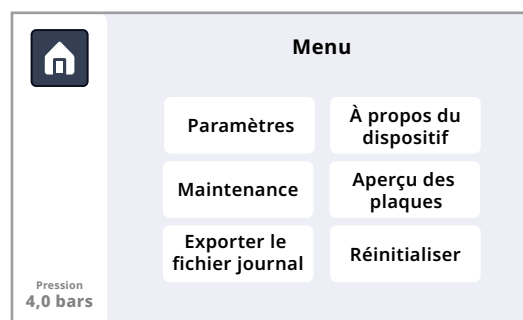 Menu
Paramètres
À propos du
dispositif
Maintenance
Aperçu des
plaques
Exporter le
fichier journal
Réinitialiser
Pression
4,0 bars